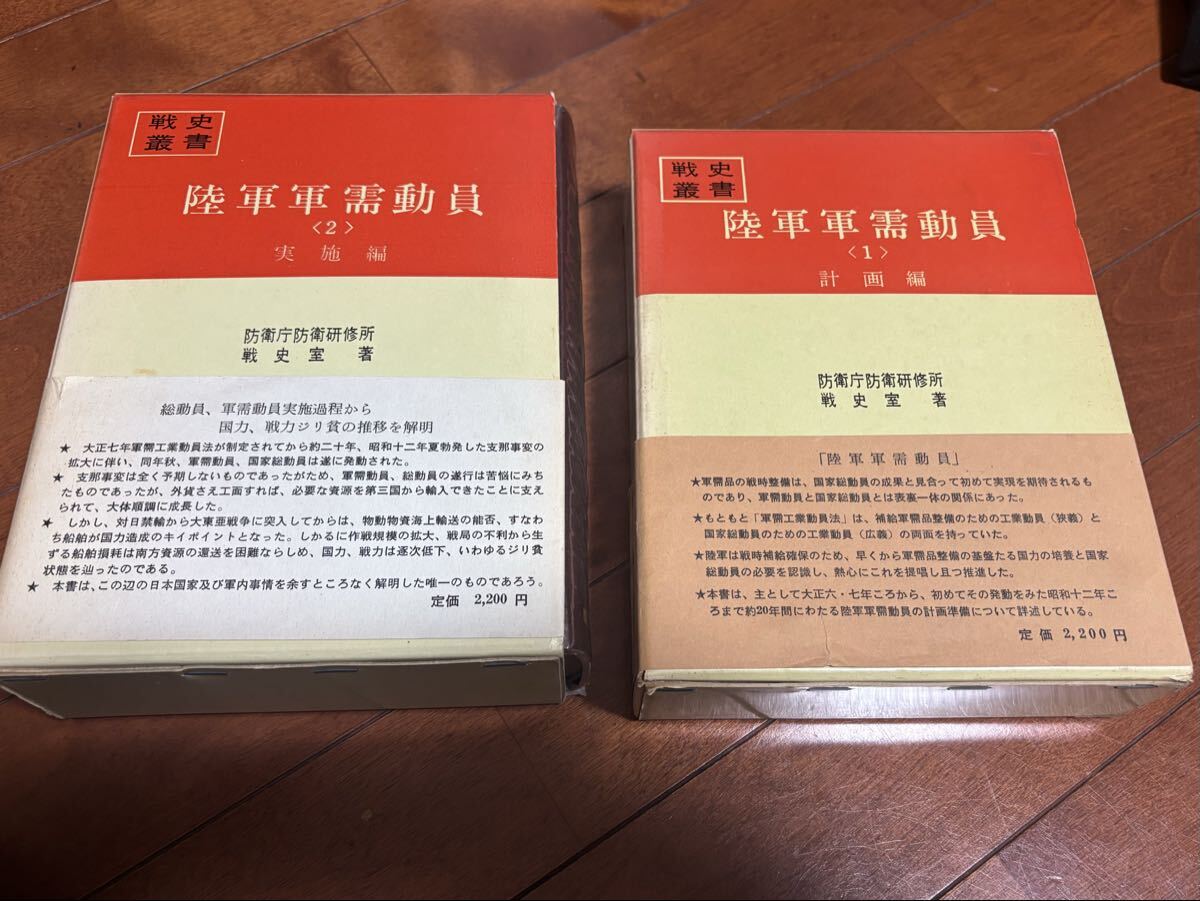 戦史
叢書
陸軍軍需動員
〈2〉
実施編
防衛庁防衛研修所
戦史室 著
総動員、軍需動員実施過程から
国力、戦力ジリ貧の推移を解明
★ 大正七年軍需工業動員法が制定されてから約二十年、昭和十二年夏勃発した支那事変の
拡大に伴い、同年秋、軍需動員、国家総動員は遂に発動された。
★ 支那事変は全く予期しないものであったがため、軍需動員、総動員の遂行は苦悩にみち
たものであったが、外貨さえ工面すれば、必要な資源を第三国から輸入できたことに支え
られて、大体順調に成長した。
★ しかし、対日禁輸から大東亜戦争に突入してからは、物動物資海上輸送の能否、すなわ
ち船舶が国力造成のキイポイントとなった。しかるに作戦規模の拡大、戦局の不利から生
ずる船舶損耗は南方資源の還送を困難ならしめ、国力、戦力は逐次低下、いわゆるジリ貧
状態を辿ったのである。
★ 本書は、この辺の日本国家及び軍内事情を余すところなく解明した唯一のものであろう。
定価 2,200 円
戦史
叢書
陸軍軍需動員
〈1〉
計画編
防衛庁防衛研修所
戦史室 著
「陸軍軍需動員」
★軍需品の戦時整備は、国家総動員の成果と見合って初めて実現を期待されるも
のであり、軍需動員と国家総動員とは表裏一体の関係にあった。
★もともと「軍需工業動員法」は、補給軍需品整備のための工業動員（狭義）と
国家総動員のための工業動員（広義）の両面を持っていた。
★陸軍は戦時補給確保のため、早くから軍需品整備の基盤たる国力の培養と国家
総動員の必要を認識し、熱心にこれを提唱し且つ推進した。
★本書は、主として大正六・七年ころから、初めてその発動をみた昭和十二年こ
ろまで約20年間にわたる陸軍軍需動員の計画準備について詳述している。
定価 2,200 円